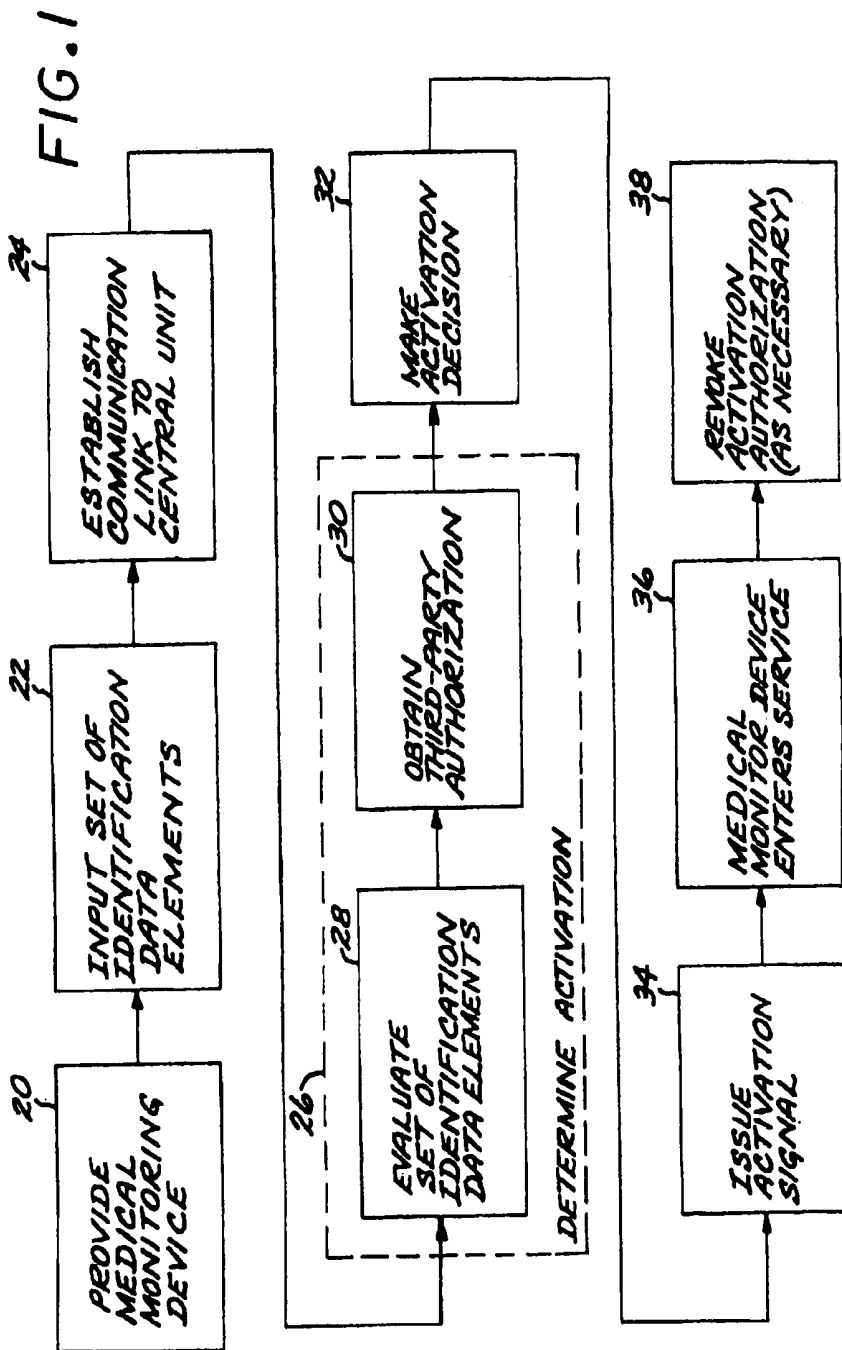 FIG. 1
20
PROVIDE
MEDICAL
MONITORING
DEVICE
22
INPUT SET OF
IDENTIFICATION
DATA
ELEMENTS
24
ESTABLISH
COMMUNICATION
LINK TO
CENTRAL UNIT
26
28
EVALUATE
SET OF
IDENTIFICATION
DATA ELEMENTS
30
OBTAIN
THIRD-PARTY
AUTHORIZATION
DETERMINE ACTIVATION
32
MAKE
ACTIVATION
DECISION
34
ISSUE
ACTIVATION
SIGNAL
36
MEDICAL
MONITOR DEVICE
ENTERS SERVICE
38
REVOKE
ACTIVATION
AUTHORIZATION
(AS NECESSARY)